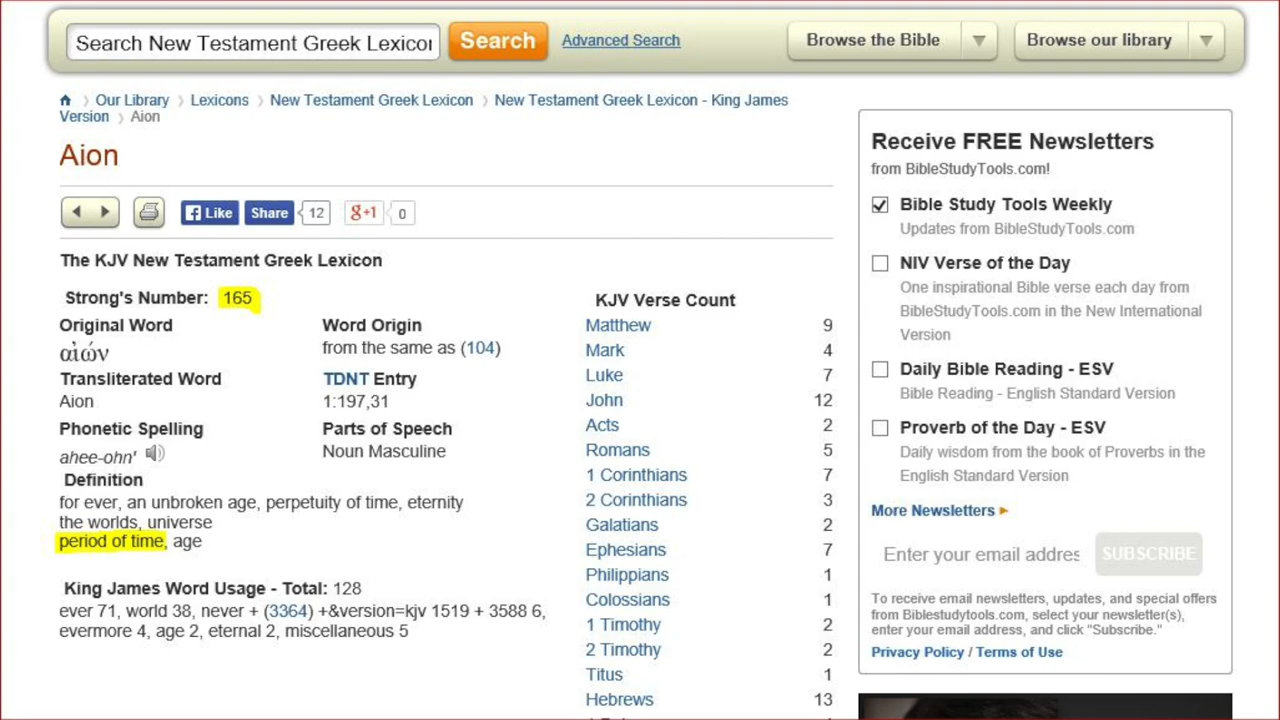 Search New Testament Greek Lexicon
Search
Advanced Search
Browse the Bible
Browse our library
Our Library
Lexicons
New Testament Greek Lexicon
New Testament Greek Lexicon - King James
Version
Aion
Aion
Like
Share
12
g+1
0
The KJV New Testament Greek Lexicon
Strong's Number: 165
Original Word
αἰών
Transliterated Word
Aion
Phonetic Spelling
ahee-ohn'
Definition
for ever, an unbroken age, perpetuity of time, eternity
the worlds, universe
period of time, age
Word Origin
from the same as (104)
TDNT Entry
1:197,31
Parts of Speech
Noun Masculine
King James Word Usage - Total: 128
ever 71, world 38, never + (3364) +&version=kjv 1519 + 3588 6,
evermore 4, age 2, eternal 2, miscellaneous 5
KJV Verse Count
Matthew 9
Mark 4
Luke 7
John 12
Acts 2
Romans 5
1 Corinthians 7
2 Corinthians 3
Galatians 2
Ephesians 7
Philippians 1
Colossians 1
1 Timothy 2
2 Timothy 2
Titus 1
Hebrews 13
Receive FREE Newsletters
from BibleStudyTools.com!
Bible Study Tools Weekly
Updates from BibleStudyTools.com
NIV Verse of the Day
One inspirational Bible verse each day from
BibleStudyTools.com in the New International
Version
Daily Bible Reading - ESV
Bible Reading - English Standard Version
Proverb of the Day - ESV
Daily wisdom from the book of Proverbs in the
English Standard Version
More Newsletters
Enter your email addres
SUBSCRIBE
To receive email newsletters, updates, and special offers
from Biblestudytools.com, select your newsletter(s),
enter your email address, and click "Subscribe."
Privacy Policy / Terms of Use